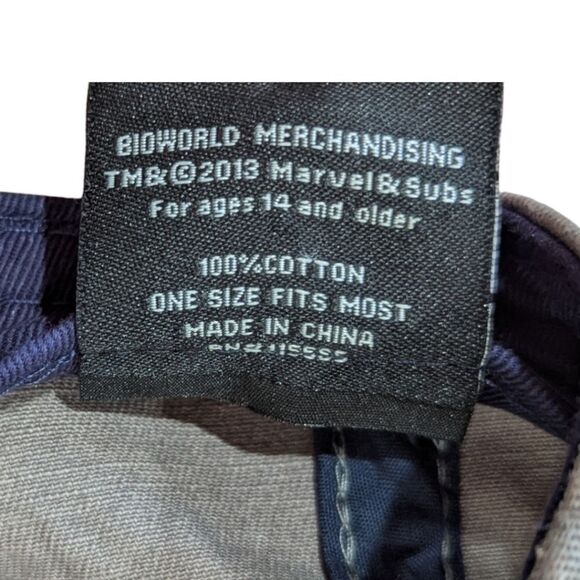 BIOWORLD MERCHANDISING
TM&©2013 Marvel&Subs
For ages 14 and older
100%COTTON
ONE SIZE FITS MOST
MADE IN CHINA